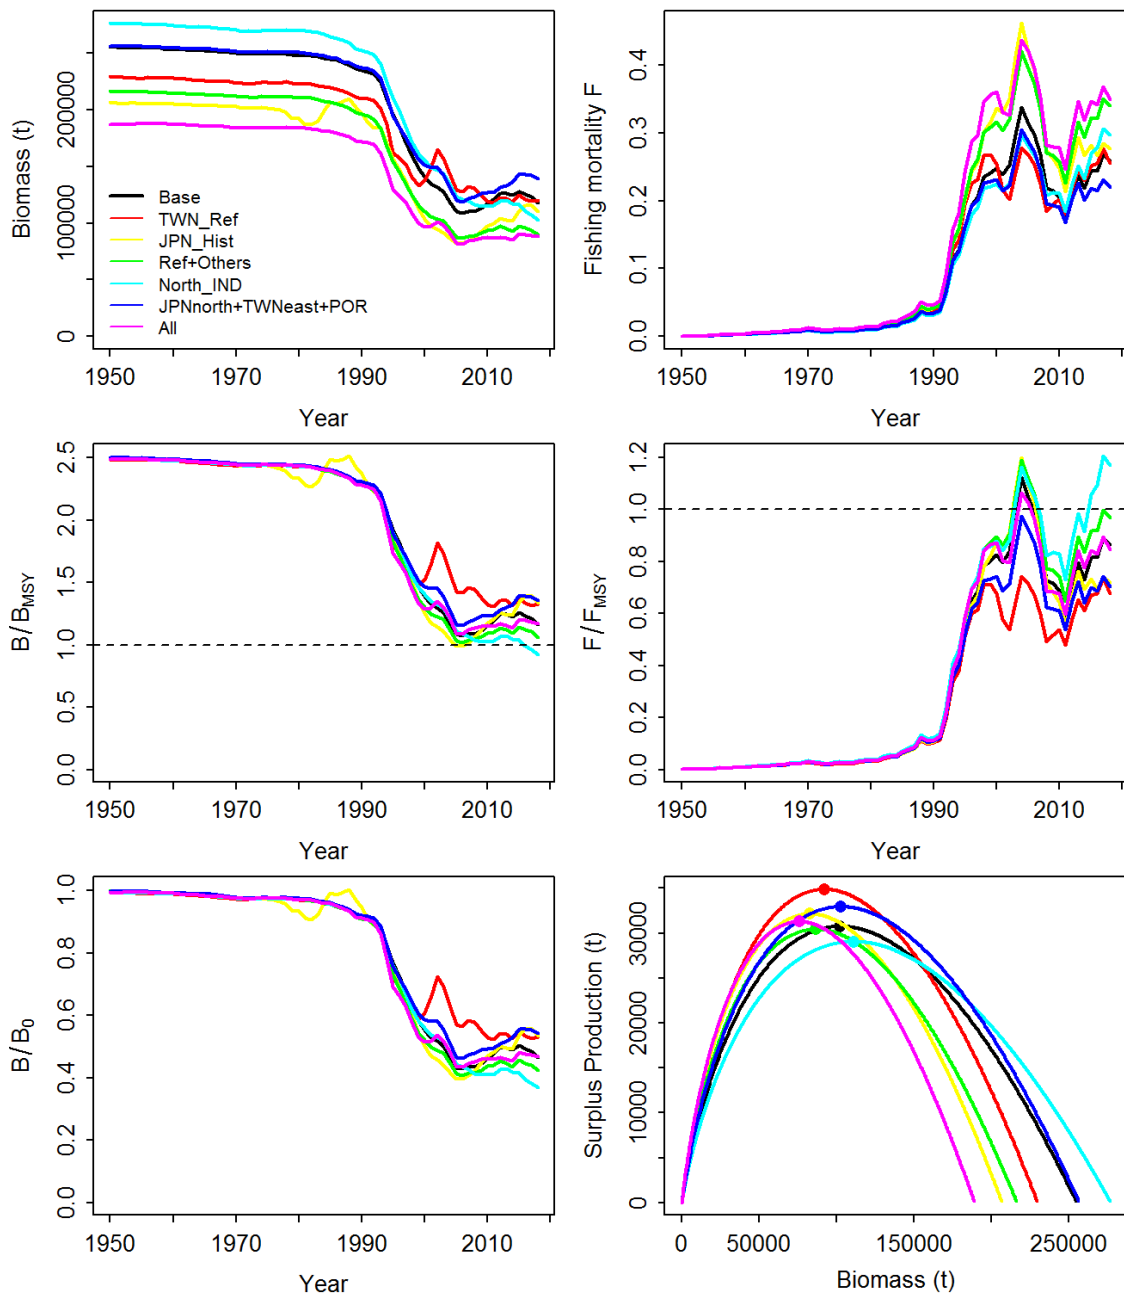 Biomass (t)
0
100000
200000
Base
TWN_Ref
JPN_Hist
Ref+Others
North_IND
JPNnorth+TWNeast+POR
All
1950
1970
1990
2010
Year
Fishing mortality F
0.0
0.1
0.2
0.3
0.4
1950
1970
1990
2010
Year
B/BMSY
0.0
0.5
1.0
1.5
2.0
2.5
1950
1970
1990
2010
Year
F/FMSY
0.0
0.2
0.4
0.6
0.8
1.0
1.2
1950
1970
1990
2010
Year
B/B0
0.0
0.2
0.4
0.6
0.8
1.0
1950
1970
1990
2010
Year
Surplus Production (t)
0
10000
20000
30000
0
50000
150000
250000
Biomass (t)